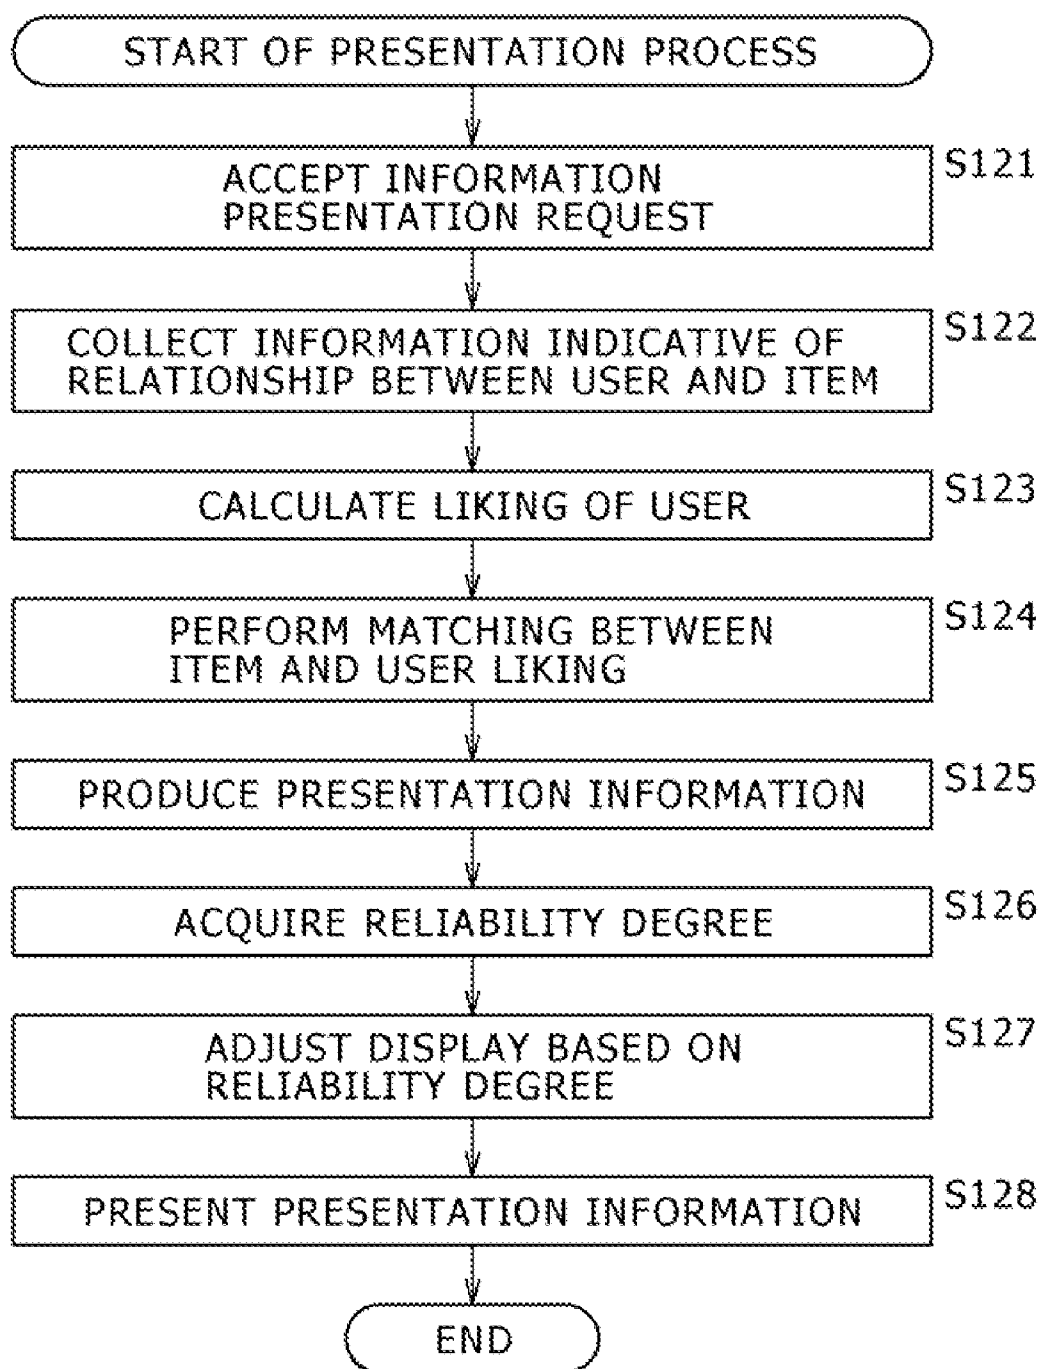 START OF PRESENTATION PROCESS
S121
ACCEPT INFORMATION
PRESENTATION REQUEST
S122
COLLECT INFORMATION INDICATIVE OF
RELATIONSHIP BETWEEN USER AND ITEM
S123
CALCULATE LIKING OF USER
S124
PERFORM MATCHING BETWEEN
ITEM AND USER LIKING
S125
PRODUCE PRESENTATION INFORMATION
S126
ACQUIRE RELIABILITY DEGREE
S127
ADJUST DISPLAY BASED ON
RELIABILITY DEGREE
S128
PRESENT PRESENTATION INFORMATION
END